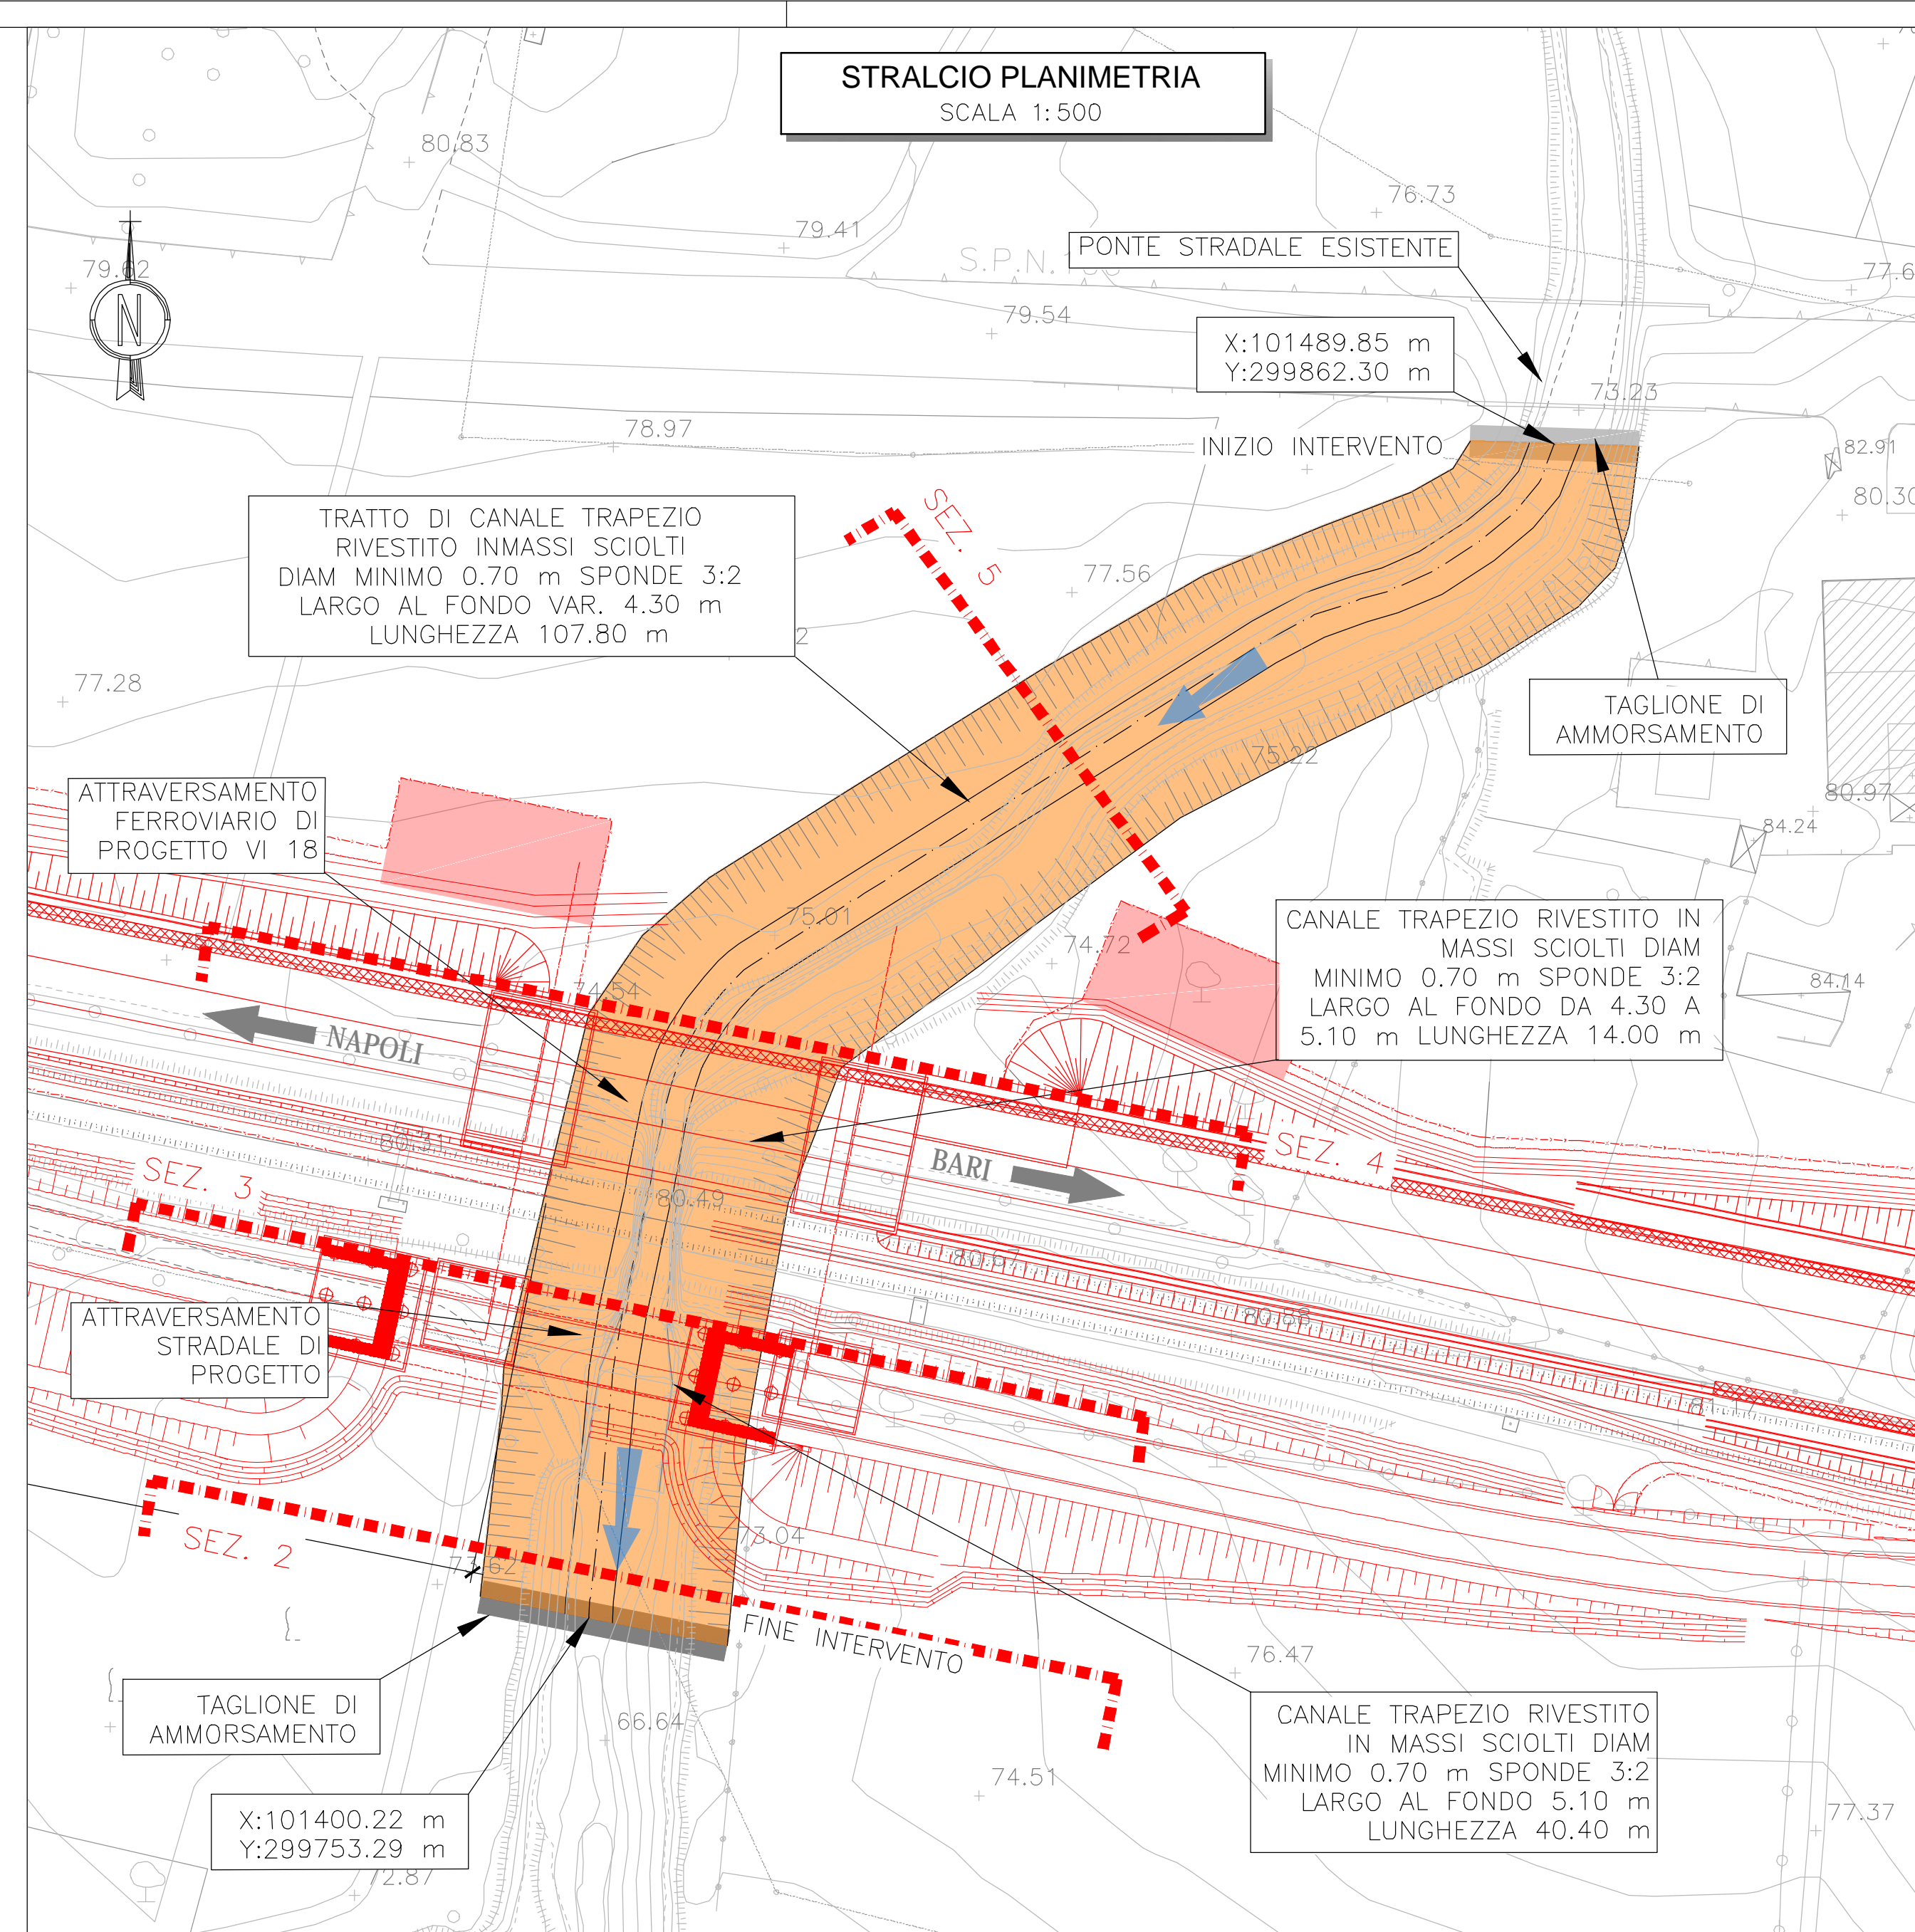 STRALCIO PLANIMETRIA
SCALA 1:500
80.83
76.73
79.41
PONTE STRADALE ESISTENTE
S.P.N.
79.62
77.6
79.54
X:101489.85 m
Y:299862.30 m
73.23
78.97
INIZIO INTERVENTO
82.91
80.30
SEZ. 5
TRATTO DI CANALE TRAPEZIO
RIVESTITO INMASSI SCIOLTI
DIAM MINIMO 0.70 m SPONDE 3:2
LARGO AL FONDO VAR. 4.30 m
LUNGHEZZA 107.80 m
77.56
77.28
TAGLIONE DI
AMMORSAMENTO
75.22
80.97
84.24
ATTRAVERSAMENTO
FERROVIARIO DI
PROGETTO VI 18
75.01
74.72
CANALE TRAPEZIO RIVESTITO IN
MASSI SCIOLTI DIAM
MINIMO 0.70 m SPONDE 3:2
LARGO AL FONDO DA 4.30 A
5.10 m LUNGHEZZA 14.00 m
84.14
74.54
NAPOLI
80.51
BARI
SEZ. 4
SEZ. 3
80.49
80.67
80.88
ATTRAVERSAMENTO
STRADALE DI
PROGETTO
81.17
SEZ. 2
73.04
73.62
FINE INTERVENTO
76.47
TAGLIONE DI
AMMORSAMENTO
66.64
CANALE TRAPEZIO RIVESTITO
IN MASSI SCIOLTI DIAM
MINIMO 0.70 m SPONDE 3:2
LARGO AL FONDO 5.10 m
LUNGHEZZA 40.40 m
74.51
77.37
X:101400.22 m
Y:299753.29 m
72.87
N